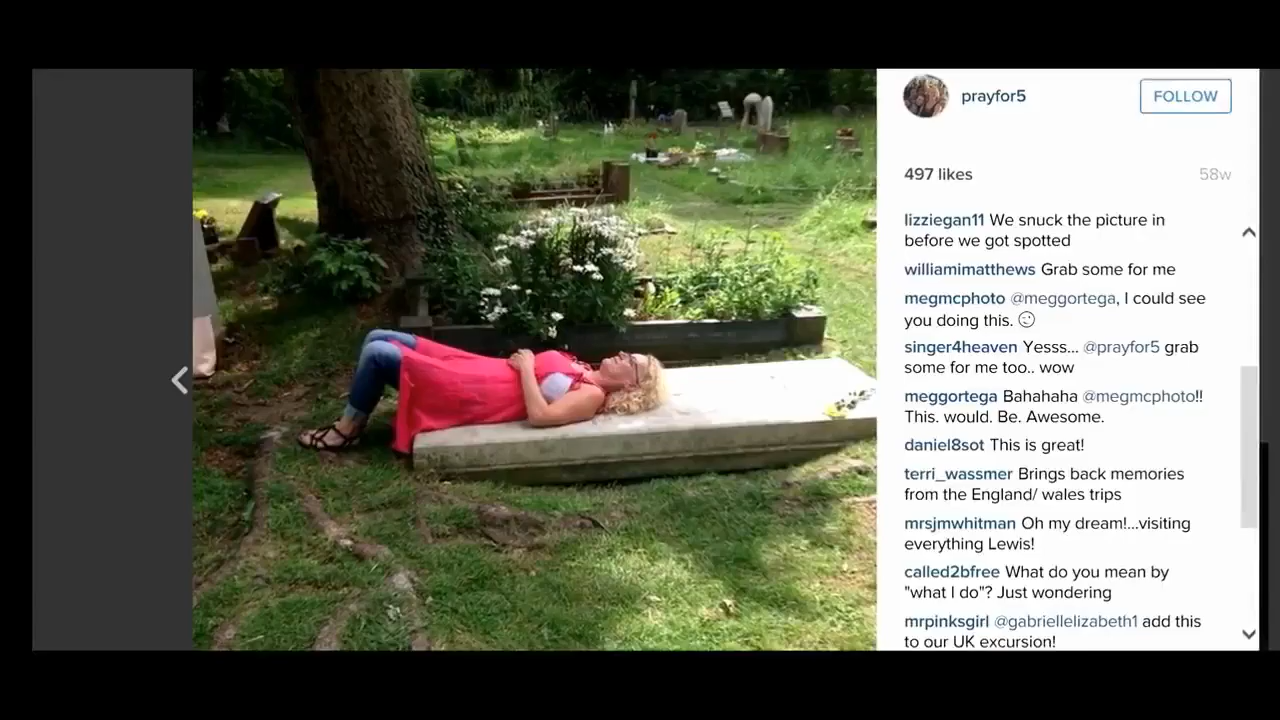 prayfor5
FOLLOW
497 likes
58w
lizziegan11 We snuck the picture in
before we got spotted
williamimatthews Grab some for me
megmcphoto @meggortega, I could see
you doing this.
singer4heaven Yesss... @prayfor5 grab
some for me too.. wow
meggortega Bahahaha @megmcphoto!!
This. would. Be. Awesome.
daniel8sot This is great!
terri_wassmer Brings back memories
from the England/ wales trips
mrsjmwhitman Oh my dream!...visiting
everything Lewis!
called2bfree What do you mean by
"what I do"? Just wondering
mrpinksgirl @gabriellelizabeth1 add this
to our UK excursion!